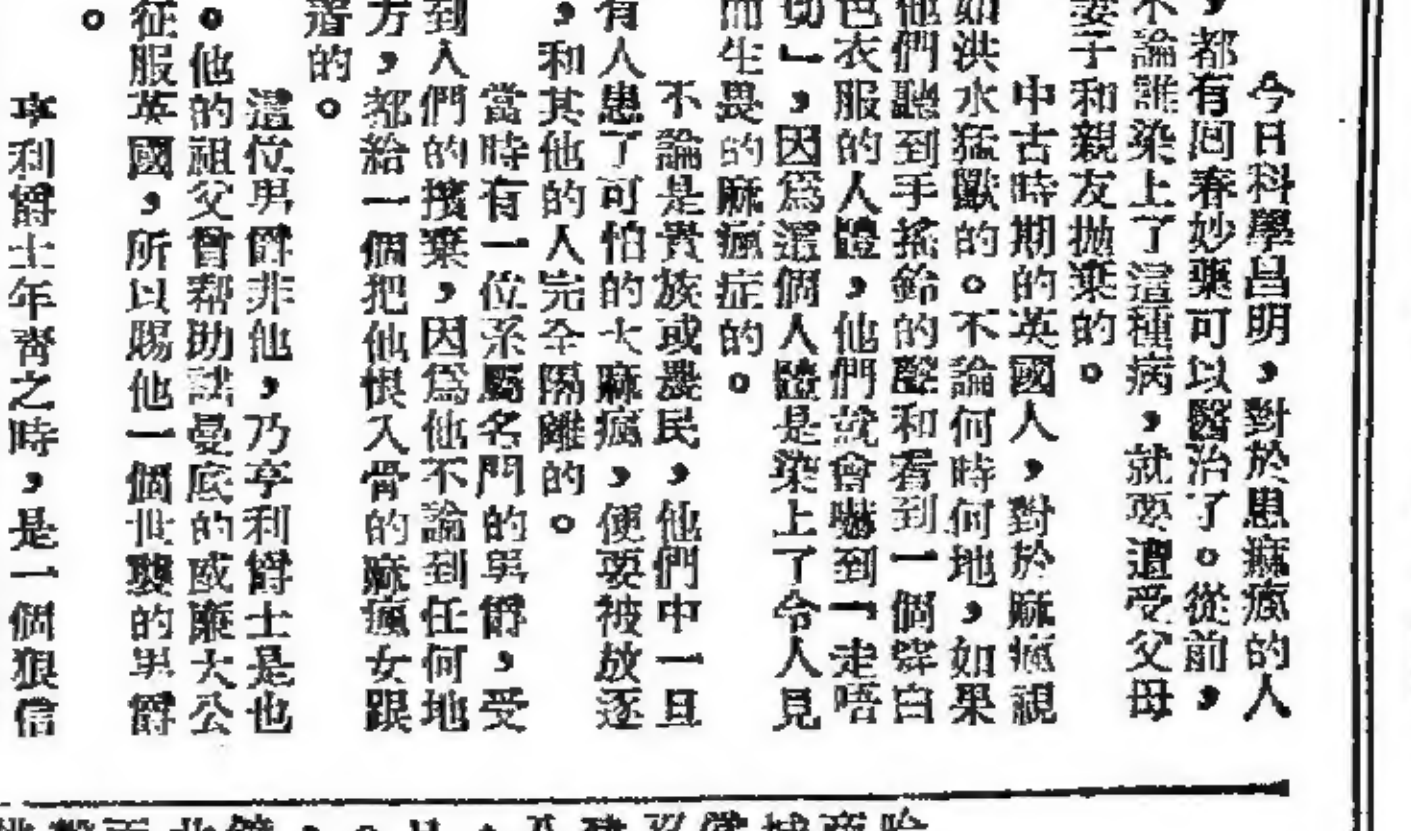 今日科學昌明，對於患痳瘋的人
，都有囘春妙藥可以醫治了。從前，
不論誰染上了這種病，就要遭受父母
妻子和親友拋棄的。
中古時期的英國人，對於痳瘋視
如洪水猛獸的。不論何時何地，如果
他們聽到手搖鈴的聲和看到一個穿白
色衣服的人體，他們就會嚇到「走唔
切」，因爲這個人體是染上了令人見
而生畏的痳瘋症的。
不論是貴族或農民，他們中一旦
有人患了可怕的大痳瘋，便要被放逐
，和其他的人完全隔離的。
當時有一位系屬名門的男爵，受
到人們的擯棄，因爲他不論到任何地
方，都給一個把他恨入骨的痳瘋女跟
着的。
這位男爵非他，乃亨利爵士是也
。他的祖父曾帮助諾曼底的威廉大公
征服英國，所以賜他一個世襲的男爵
。
亨利爵士年青之時，是一個狠信